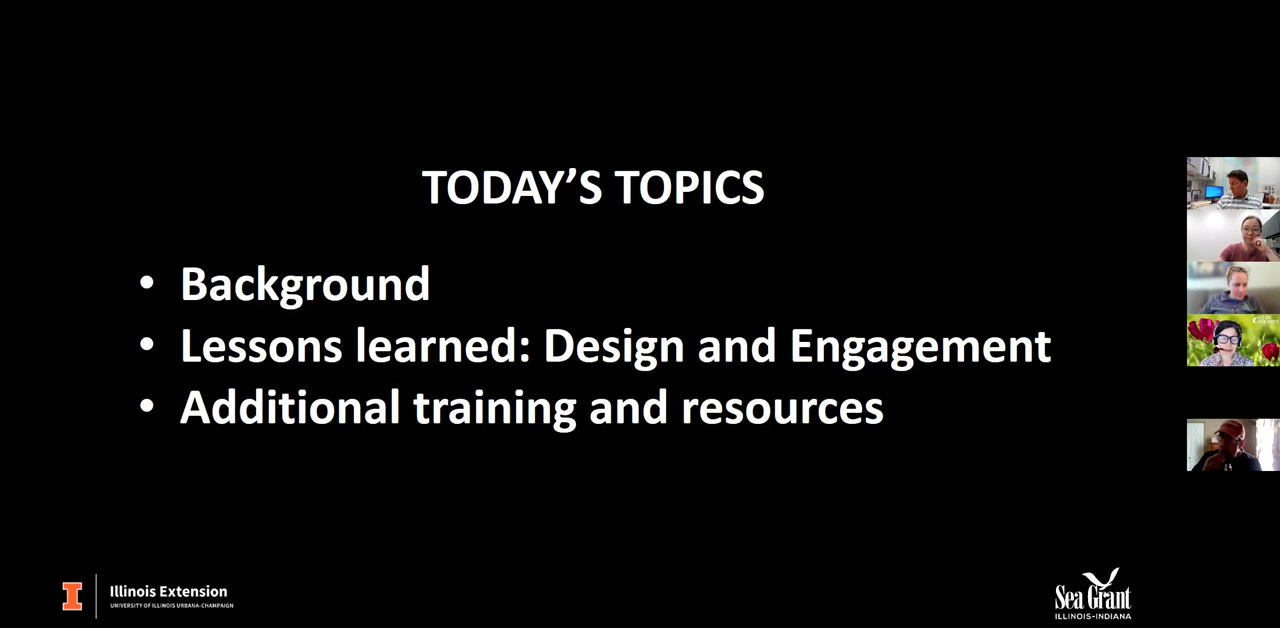 TODAY’S TOPICS
• Background
• Lessons learned: Design and Engagement
• Additional training and resources
Illinois Extension
UNIVERSITY OF ILLINOIS URBANA-CHAMPAIGN
Sea Grant
ILLINOIS-INDIANA